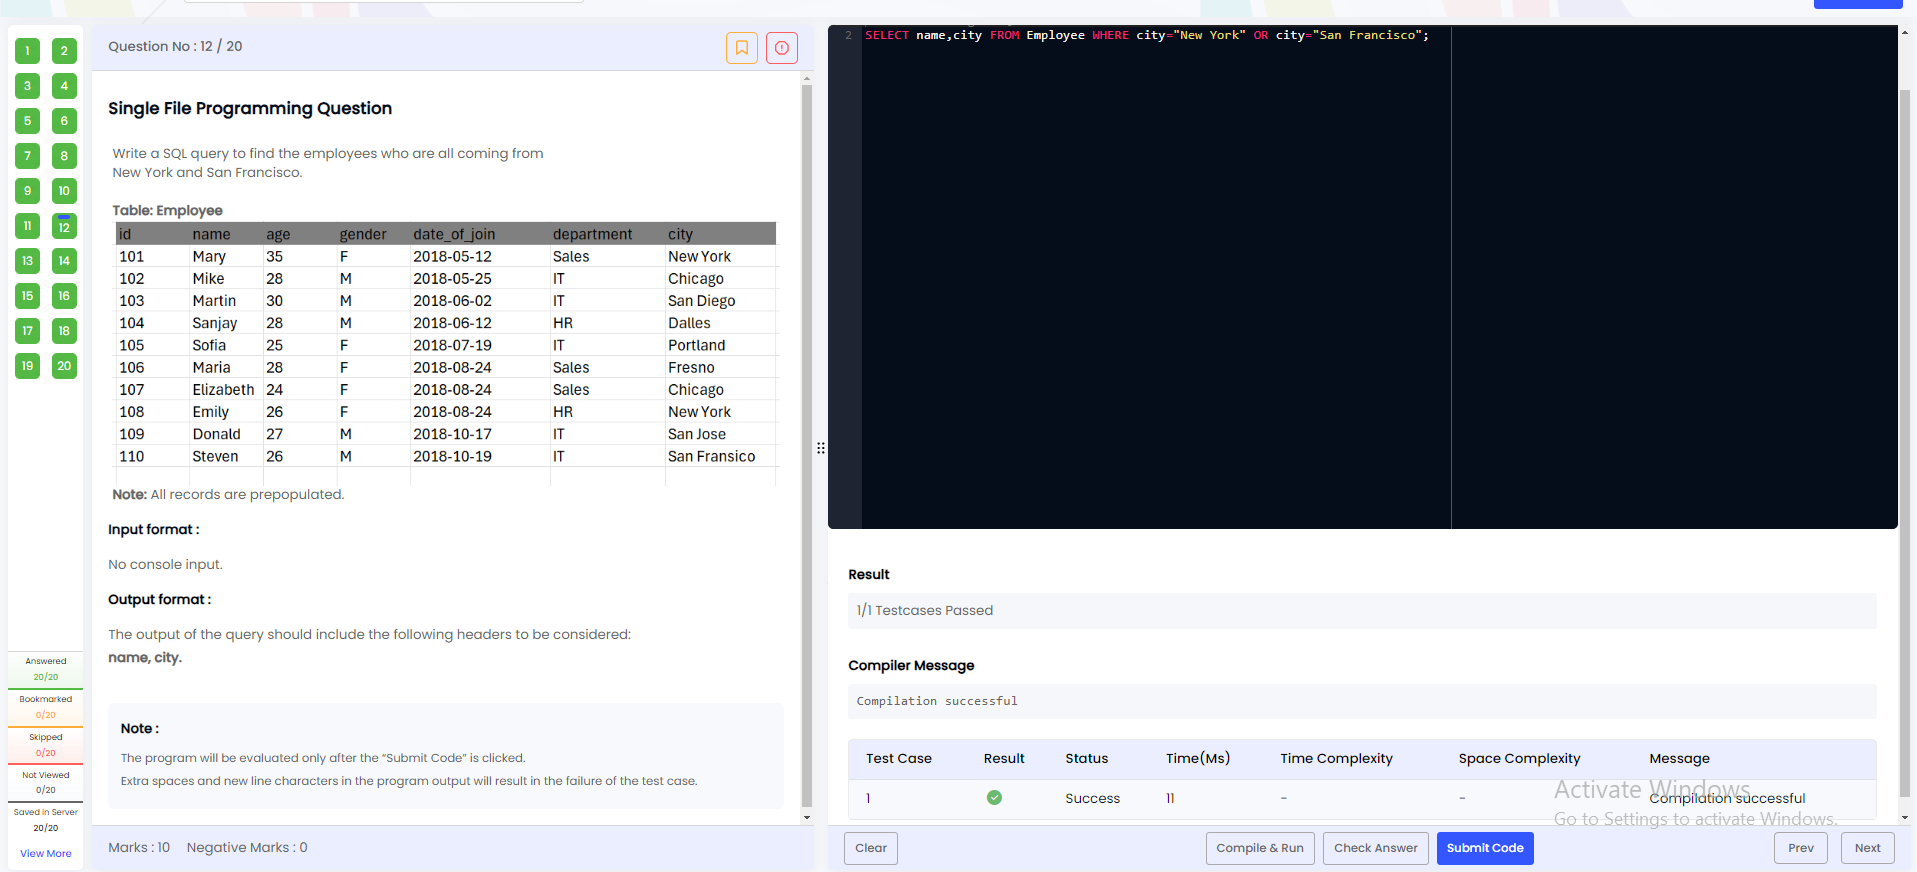 1 2
3 4
5 6
7 8
9 10
11 12
13 14
15 16
17 18
19 20
Answered
20/20
Bookmarked
0/20
Skipped
0/20
Not Viewed
0/20
Saved in Server
20/20
View More
Question No : 12 / 20
Single File Programming Question
Write a SQL query to find the employees who are all coming from
New York and San Francisco.
Table: Employee
id name age gender date_of_join department city
101 Mary 35 F 2018-05-12 Sales New York
102 Mike 28 M 2018-05-25 IT Chicago
103 Martin 30 M 2018-06-02 IT San Diego
104 Sanjay 28 M 2018-06-12 HR Dalles
105 Sofia 25 F 2018-07-19 IT Portland
106 Maria 28 F 2018-08-24 Sales Fresno
107 Elizabeth 24 F 2018-08-24 Sales Chicago
108 Emily 26 F 2018-08-24 HR New York
109 Donald 27 M 2018-10-17 IT San Jose
110 Steven 26 M 2018-10-19 IT San Fransico
Note: All records are prepopulated.
Input format :
No console input.
Output format :
The output of the query should include the following headers to be considered:
name, city.
Note :
The program will be evaluated only after the “Submit Code” is clicked.
Extra spaces and new line characters in the program output will result in the failure of the test case.
Marks : 10 Negative Marks : 0
2 SELECT name,city FROM Employee WHERE city="New York" OR city="San Francisco";
Result
1/1 Testcases Passed
Compiler Message
Compilation successful
Test Case Result Status Time(Ms) Time Complexity Space Complexity Message
1 Success 11 - - Compilation successful
Activate Windows
Go to Settings to activate Windows.
Clear Compile & Run Check Answer Submit Code Prev Next